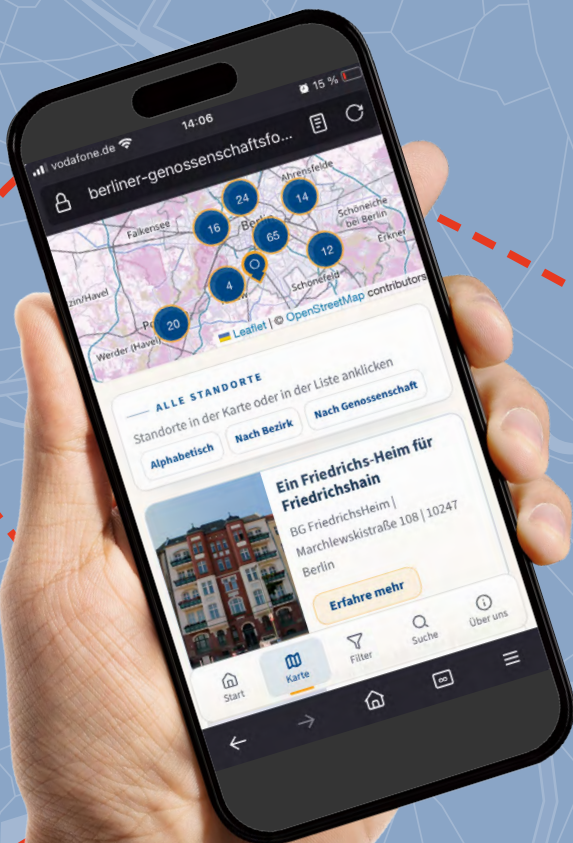 vodafone.de
14:06
15 %
berliner-genossenschaftsfo...
24
14
Ahrensfelde
16
65
Falkensee
Schöneiche
bei Berlin
12
Erkner
4
Schönefeld
20
Werder (Havel)
Leaflet | © OpenStreetMap contributors
ALLE STANDORTE
Standorte in der Karte oder in der Liste anklicken
Alphabetisch
Nach Bezirk
Nach Genossenschaft
Ein Friedrichs-Heim für
Friedrichshain
BG FriedrichsHeim |
Marchlewskistraße 108 | 10247
Berlin
Erfahre mehr
Start
Karte
Filter
Suche
Über uns